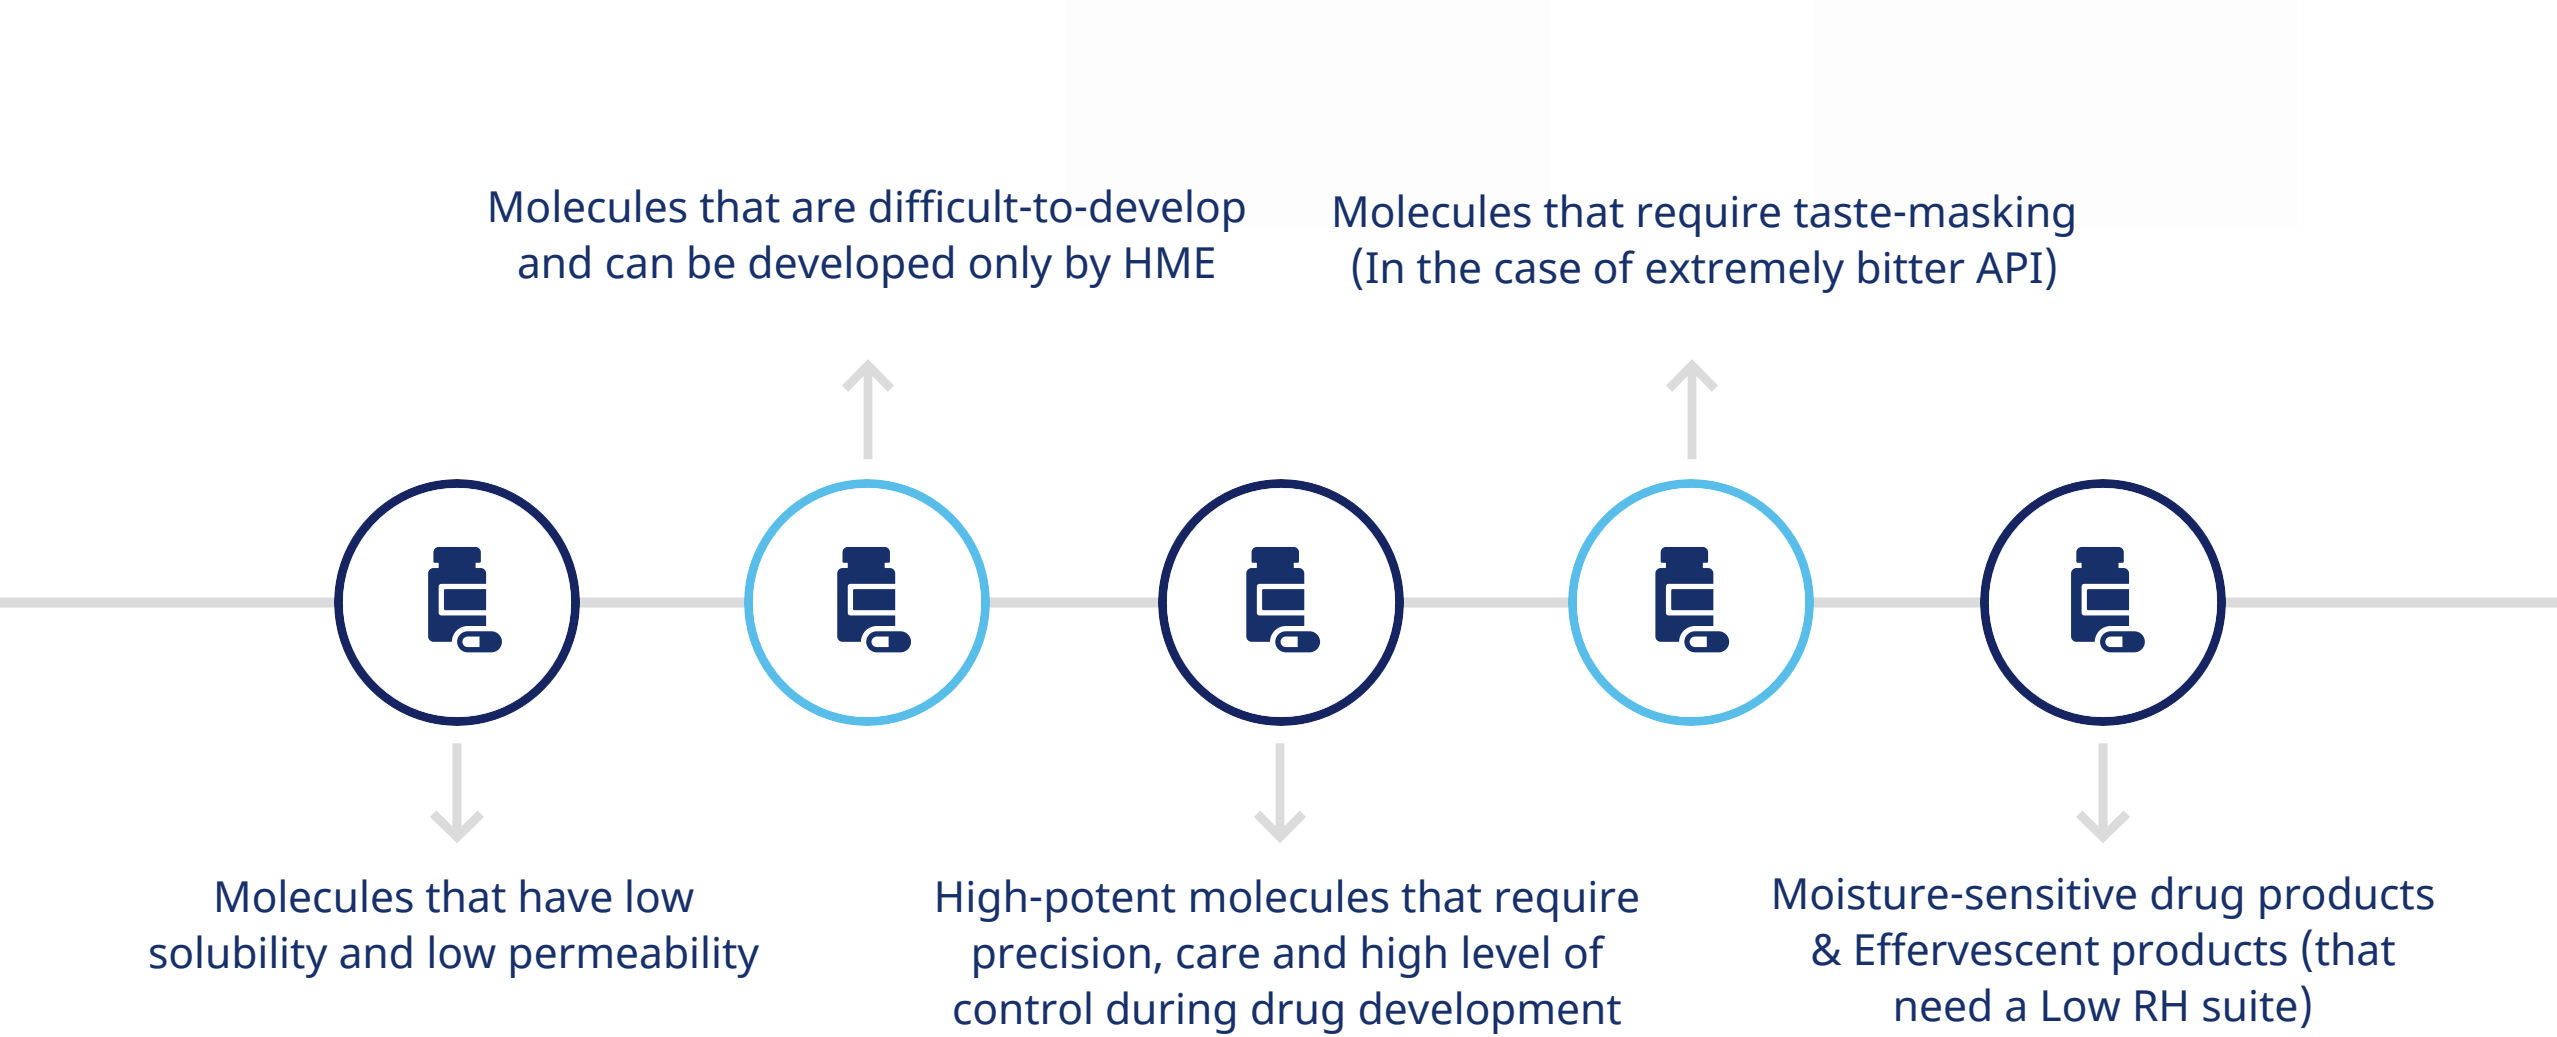 Molecules that are difficult-to-develop
and can be developed only by HME
Molecules that require taste-masking
(In the case of extremely bitter API)
Molecules that have low
solubility and low permeability
High-potent molecules that require
precision, care and high level of
control during drug development
Moisture-sensitive drug products
& Effervescent products (that
need a Low RH suite)